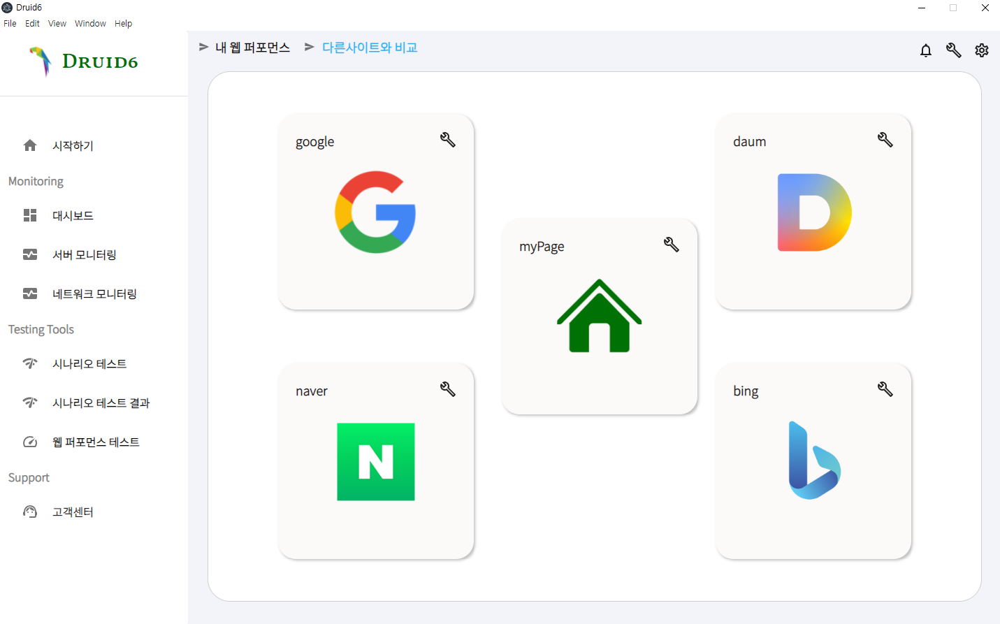 Druid6
File Edit View Window Help
DRUID6
내 웹 퍼포먼스 다른사이트와 비교
시작하기
Monitoring
대시보드
서버 모니터링
네트워크 모니터링
Testing Tools
시나리오 테스트
시나리오 테스트 결과
웹 퍼포먼스 테스트
Support
고객센터
google
daum
myPage
naver
N
bing